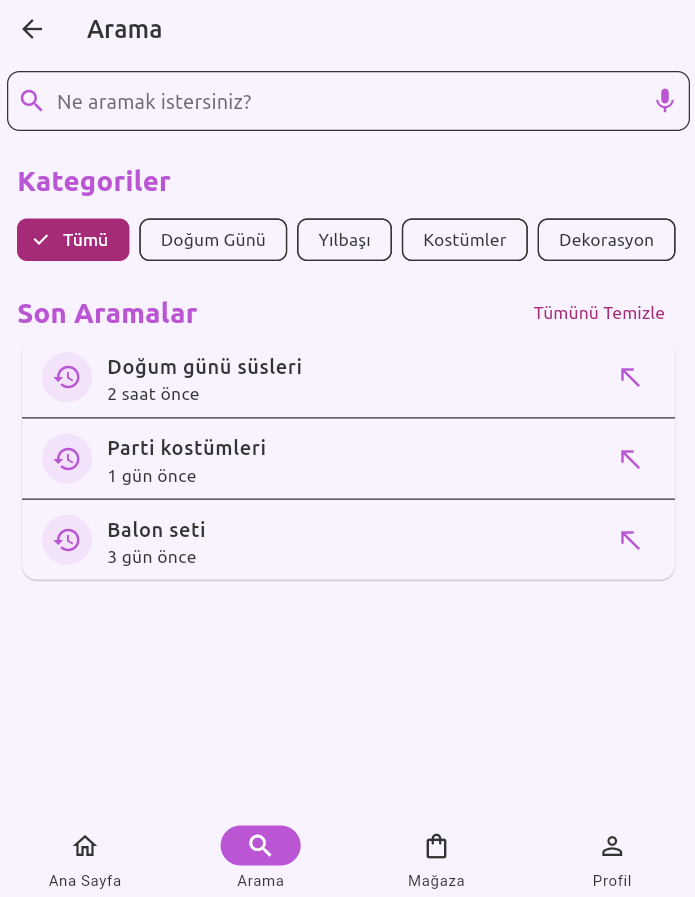 Arama
Ne aramak istersiniz?
Kategoriler
Tümü
Doğum Günü
Yılbaşı
Kostümler
Dekorasyon
Son Aramalar
Tümünü Temizle
Doğum günü süsleri
2 saat önce
Parti kostümleri
1 gün önce
Balon seti
3 gün önce
Ana Sayfa
Arama
Mağaza
Profil